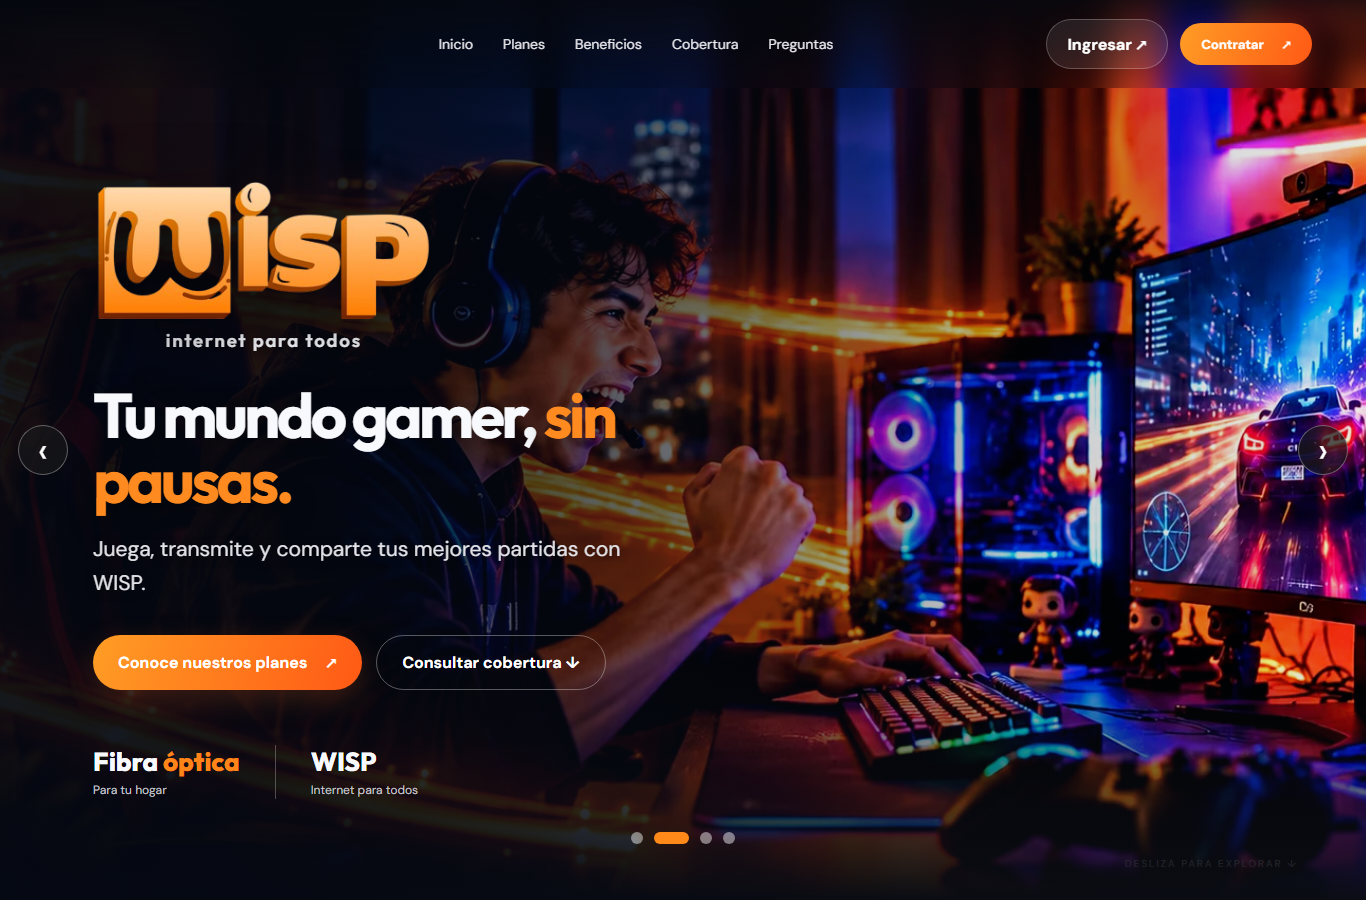 Inicio Planes Beneficios Cobertura Preguntas Ingresar ↗ Contratar ↗
wisp
internet para todos
Tu mundo gamer, sin
pausas.
Juega, transmite y comparte tus mejores partidas con
WISP.
Conoce nuestros planes ↗ Consultar cobertura ↓
Fibra óptica WISP
Para tu hogar Internet para todos
DESLIZA PARA EXPLORAR ↓